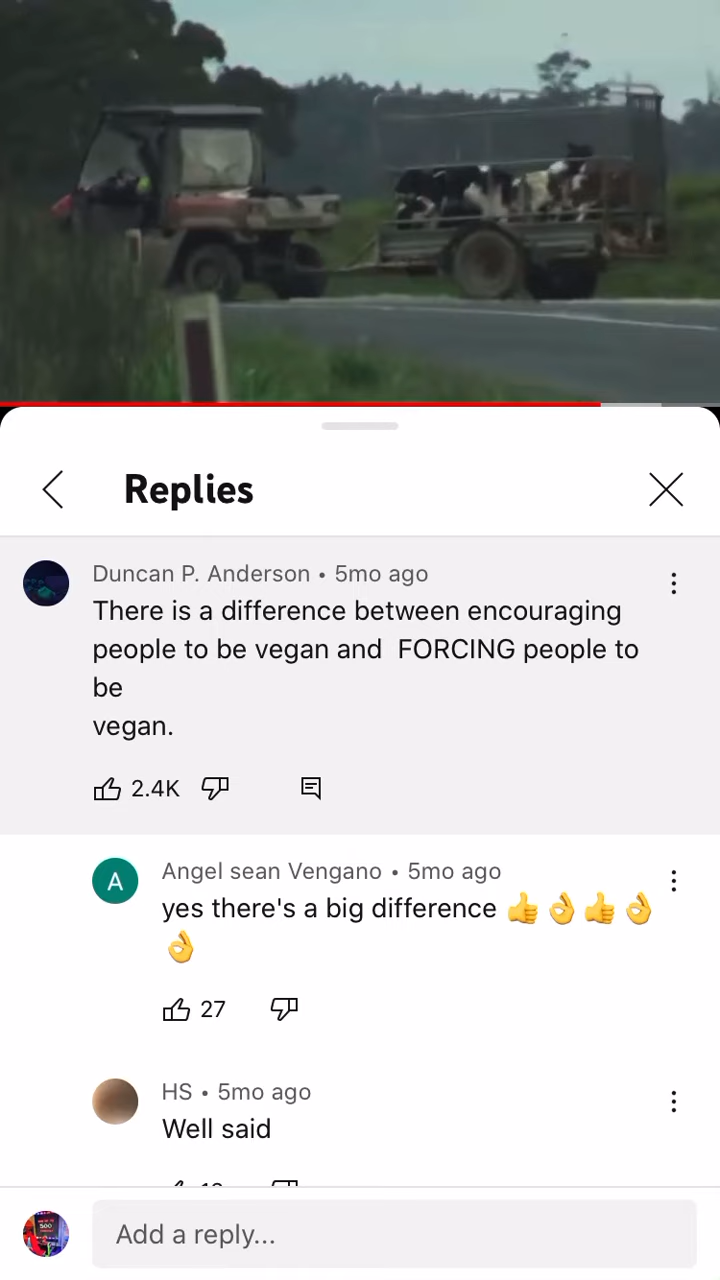 Replies
Duncan P. Anderson • 5mo ago
There is a difference between encouraging
people to be vegan and  FORCING people to
be
vegan.
2.4K
Angel sean Vengano • 5mo ago
A
yes there's a big difference 👍👌👍👌
👌
27
HS • 5mo ago
Well said
Add a reply...